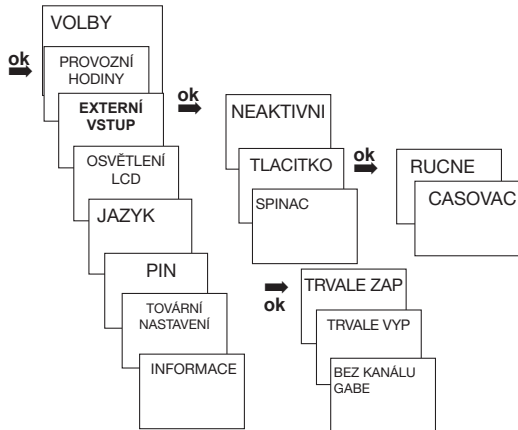 VOLBY
ok
PROVOZNÍ
HODINY
EXTERNÍ
VSTUP
OSVĚTLENÍ
LCD
JAZYK
PIN
TOVÁRNÍ
NASTAVENÍ
INFORMACE
ok
NEAKTIVNI
TLACITKO
SPINAC
ok
RUCNE
CASOVAC
ok
TRVALE ZAP
TRVALE VYP
BEZ KANÁLU
GABE